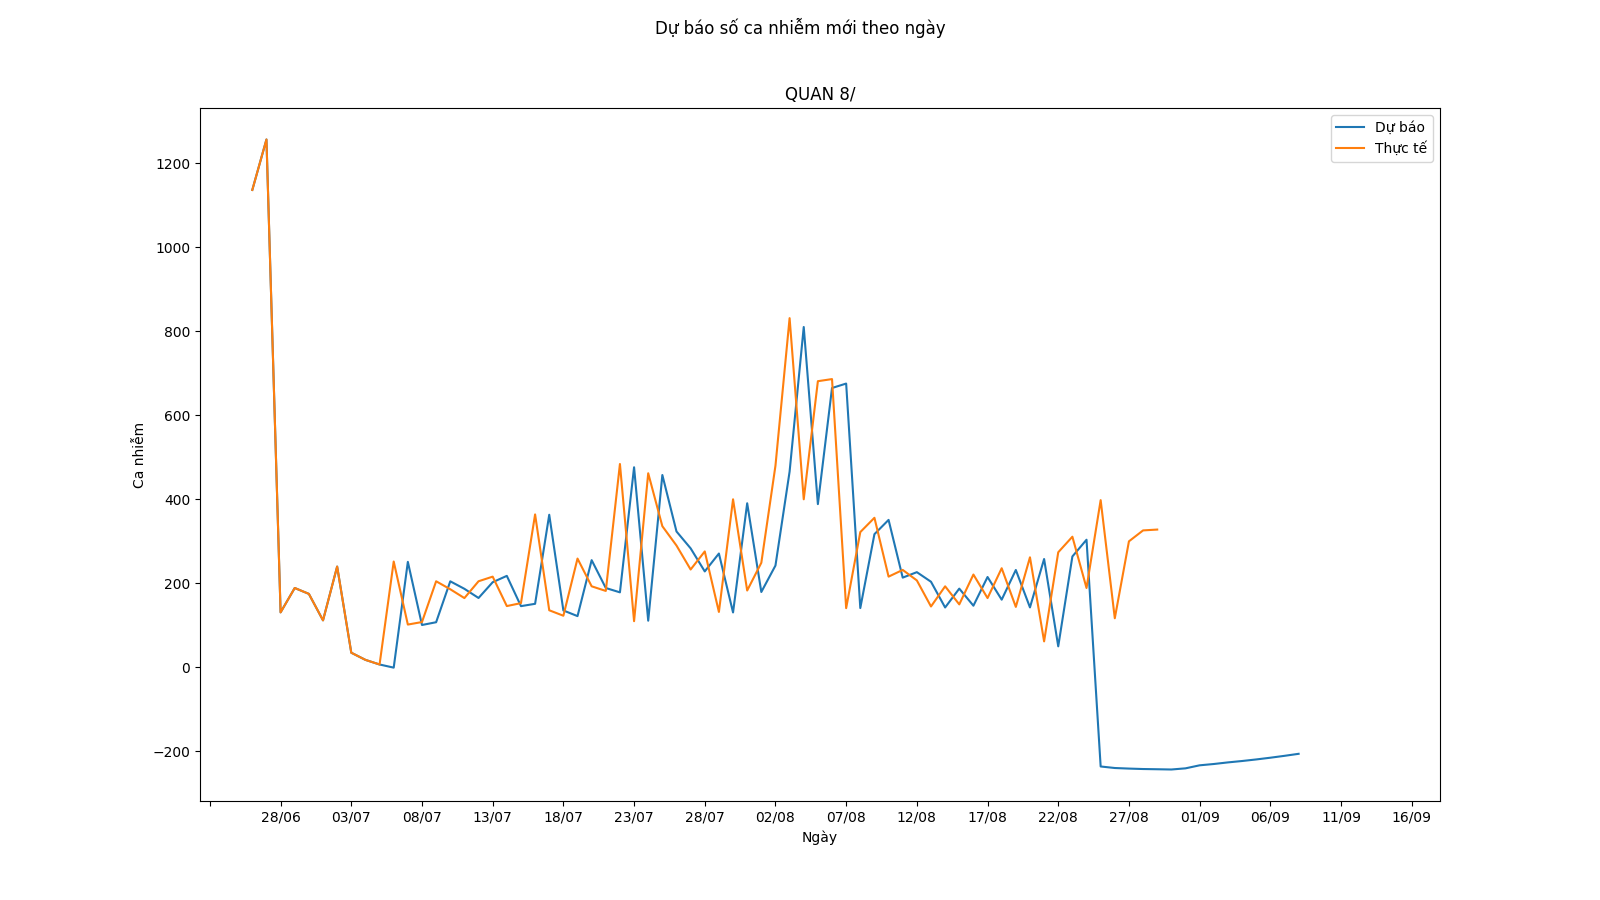 Dự báo số ca nhiễm mới theo ngày
QUAN 8/
Dự báo
Thực tế
1200
1000
800
600
400
200
0
−200
Ca nhiễm
28/06 03/07 08/07 13/07 18/07 23/07 28/07 02/08 07/08 12/08 17/08 22/08 27/08 01/09 06/09 11/09 16/09
Ngày